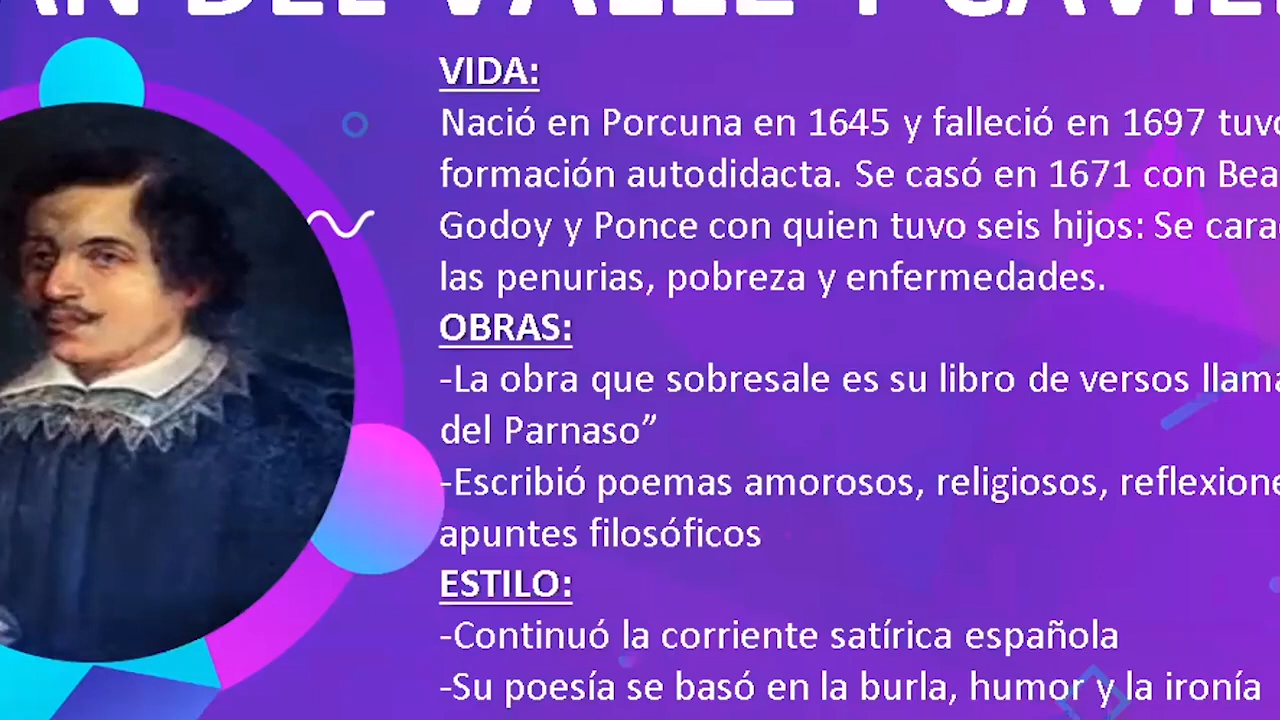 DEL VALLE Y
VIDA:
Nació en Porcuna en 1645 y falleció en 1697
formación autodidacta. Se casó en 1671 con
Godoy y Ponce con quien tuvo seis hijos: Se
las penurias, pobreza y enfermedades.
OBRAS:
-La obra que sobresale es su libro de versos
del Parnaso”
-Escribió poemas amorosos, religiosos,
apuntes filosóficos
ESTILO:
-Continuó la corriente satírica española
-Su poesía se basó en la burla, humor y la ironía